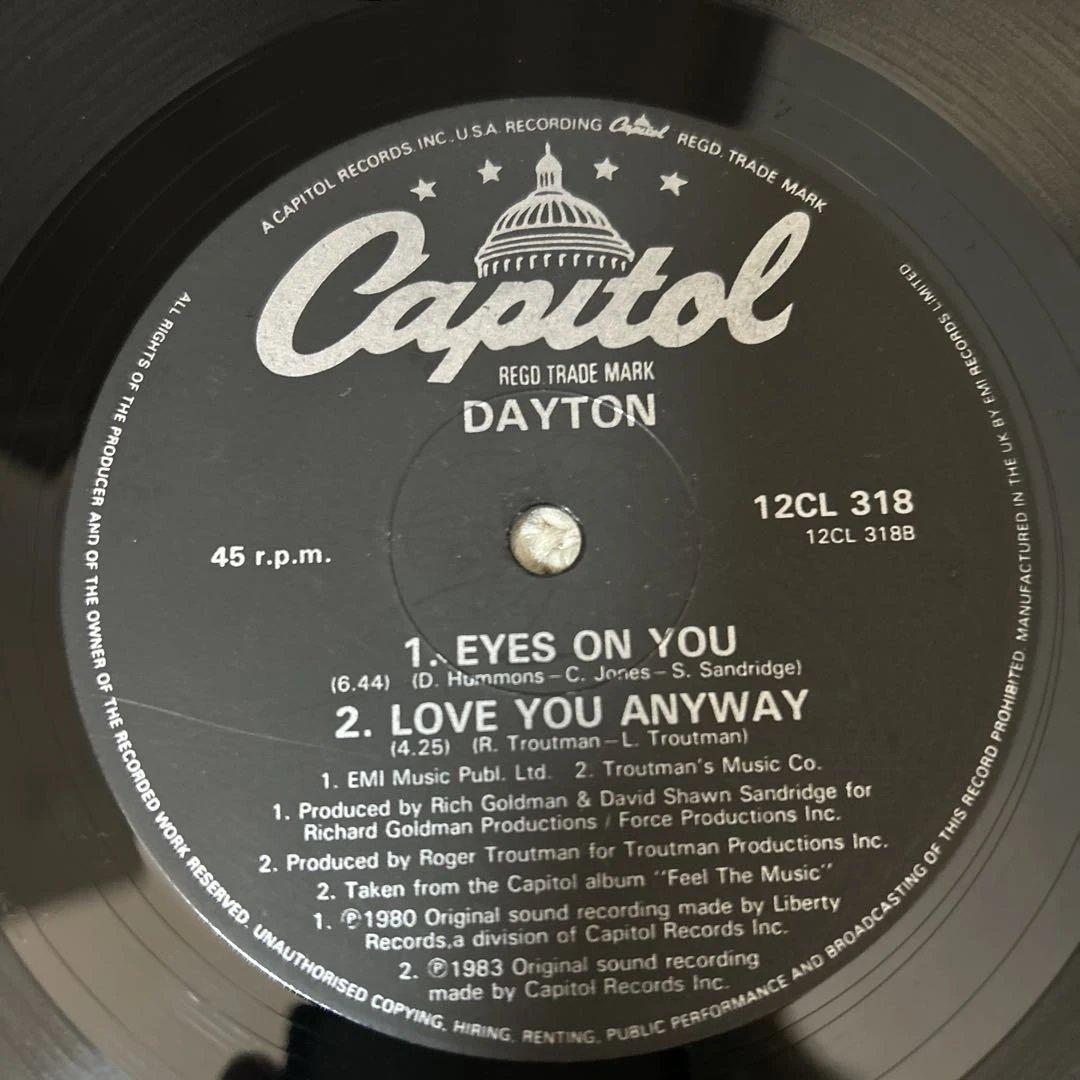 A CAPITOL RECORDS. INC., U.S.A. RECORDING Capitol REGD. TRADE MARK
Capitol
REGD. TRADE MARK
DAYTON
12CL 318
12CL 318B
45 r.p.m.
1. EYES ON YOU
(6.44) (D. Hummons – C. Jones – S. Sandridge)
2. LOVE YOU ANYWAY
(4.25) (R. Troutman – L. Troutman)
1. EMI Music Publ. Ltd. 2. Troutman's Music Co.
1. Produced by Rich Goldman & David Shawn Sandridge for
Richard Goldman Productions / Force Productions Inc.
2. Produced by Roger Troutman for Troutman Productions Inc.
2. Taken from the Capitol album "Feel The Music"
1. ℗1980 Original sound recording made by Liberty
Records, a division of Capitol Records Inc.
2. ℗1983 Original sound recording
made by Capitol Records Inc.
ALL RIGHTS OF THE PRODUCER AND OF THE OWNER OF THE RECORDED WORK RESERVED. UNAUTHORISED COPYING, HIRING, RENTING, PUBLIC PERFORMANCE AND BROADCASTING OF THIS RECORD PROHIBITED. MANUFACTURED IN THE UK BY EMI RECORDS LIMITED